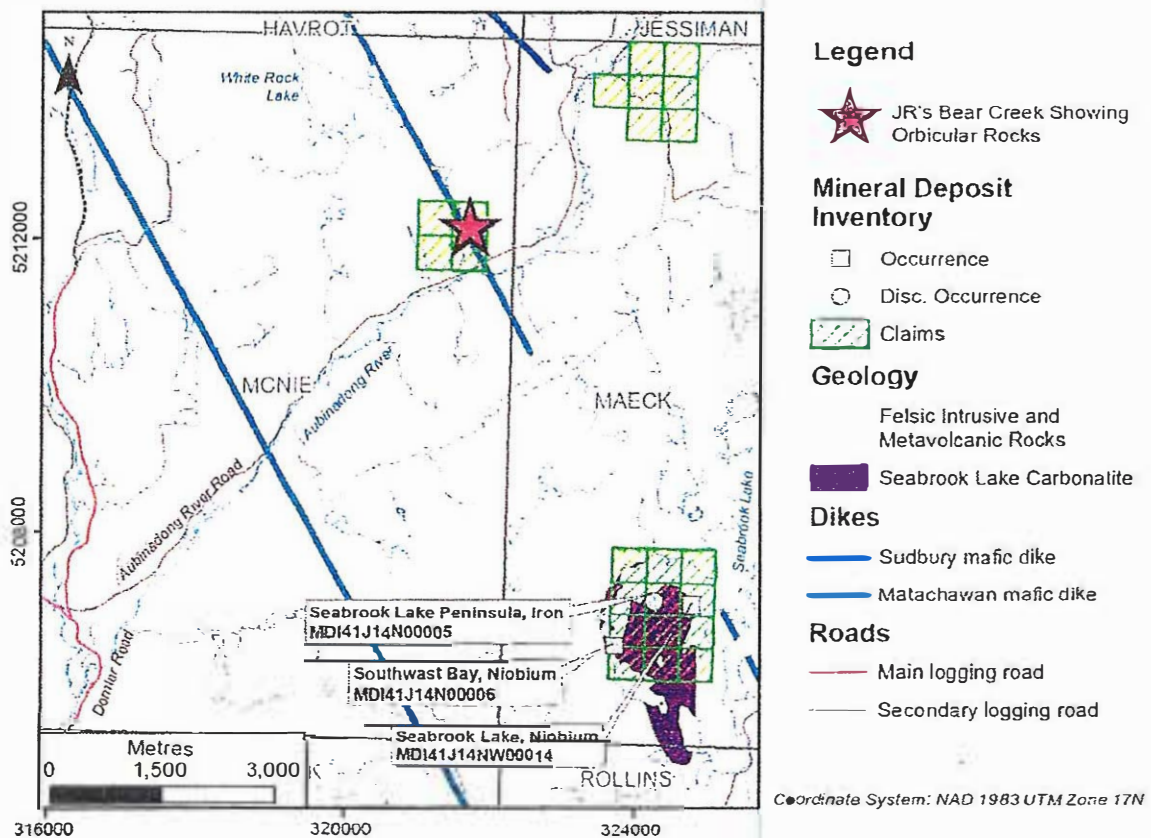 HAVROT
JESSIMAN
N
White Rock
Lake
5212000
MCNIE
Aubinadong River
MAECK
Aubinadong River Road
5208000
Seabrook Lake
Seabrook Lake Peninsula, Iron
MDI41J14N00005
Southwast Bay, Niobium
MDI41J14N00006
Seabrook Lake, Niobium
MDI41J14NW00014
Domtar Road
Metres
0 1,500 3,000
ROLLINS
316000 320000 324000
Legend
JR's Bear Creek Showing
Orbicular Rocks
Mineral Deposit
Inventory
Occurrence
Disc. Occurrence
Claims
Geology
Felsic Intrusive and
Metavolcanic Rocks
Seabrook Lake Carbonalite
Dikes
Sudbury mafic dike
Matachawan mafic dike
Roads
Main logging road
Secondary logging road
Coordinate System: NAD 1983 UTM Zone 17N